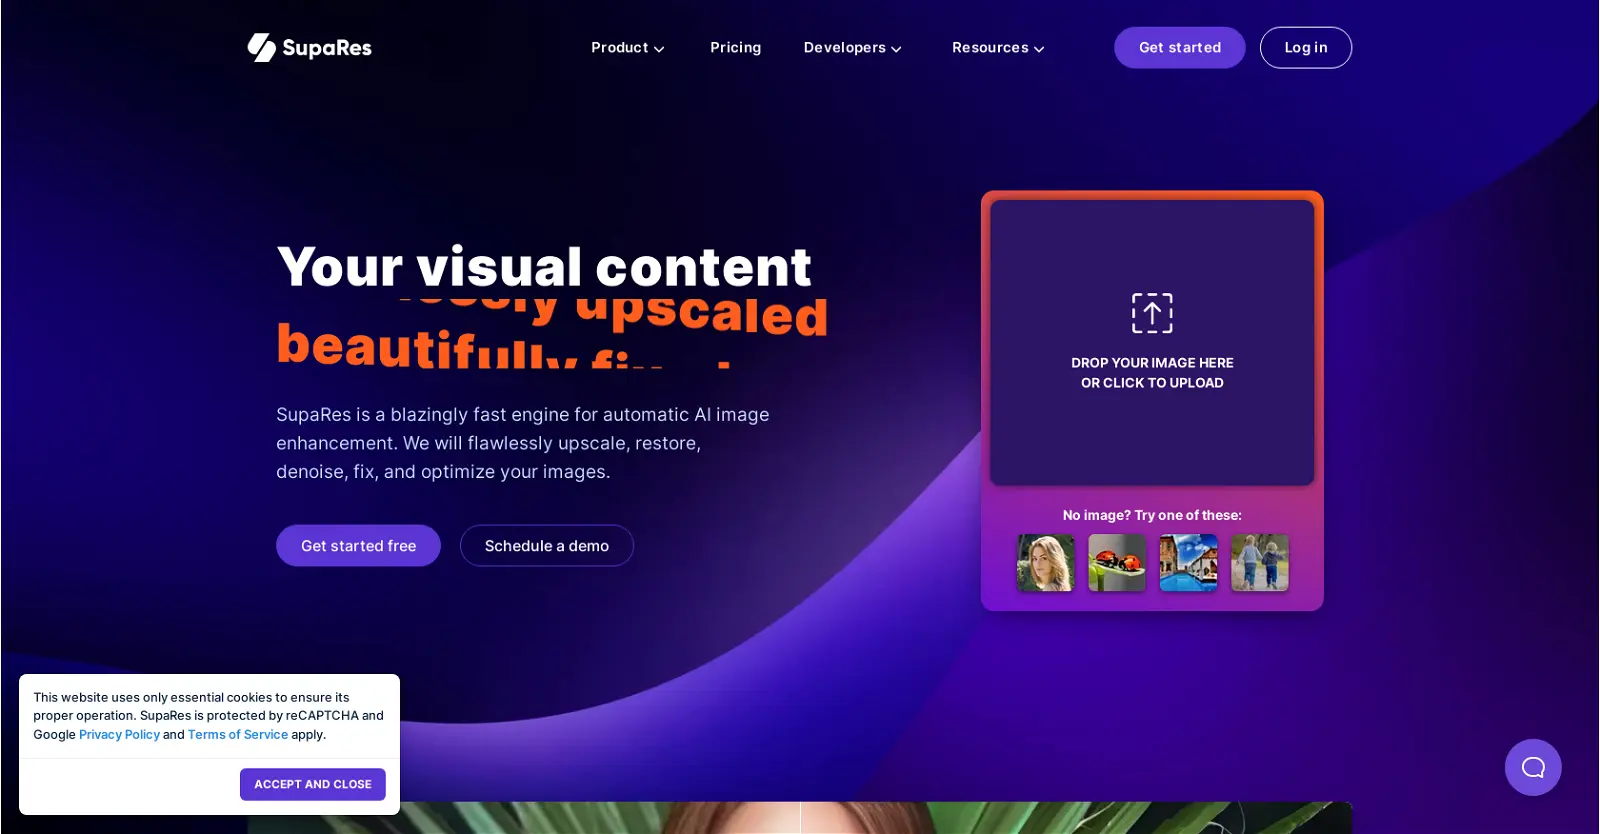 SupaRes
Product
Pricing
Developers
Resources
Get started
Log in
Your visual content
upscaled
beautifully
SupaRes is a blazingly fast engine for automatic AI image
enhancement. We will flawlessly upscale, restore,
denoise, fix, and optimize your images.
Get started free
Schedule a demo
DROP YOUR IMAGE HERE
OR CLICK TO UPLOAD
No image? Try one of these:
This website uses only essential cookies to ensure its
proper operation. SupaRes is protected by reCAPTCHA and
Google Privacy Policy and Terms of Service apply.
ACCEPT AND CLOSE